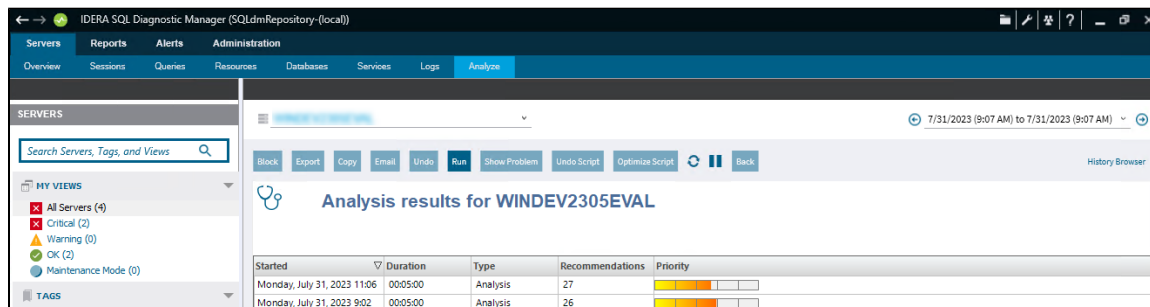 IDERA SQL Diagnostic Manager (SQLdmRepository-(local))
Servers Reports Alerts Administration
Overview Sessions Queries Resources Databases Services Logs Analyze
SERVERS
7/31/2023 (9:07 AM) to 7/31/2023 (9:07 AM)
Search Servers, Tags, and Views
Block Export Copy Email Undo Run Show Problem Undo Script Optimize Script Back History Browser
MY VIEWS
All Servers (4)
Critical (2)
Warning (0)
OK (2)
Maintenance Mode (0)
TAGS
Analysis results for WINDEV2305EVAL
Started Duration Type Recommendations Priority
Monday, July 31, 2023 11:06 00:05:00 Analysis 27
Monday, July 31, 2023 9:02 00:05:00 Analysis 26